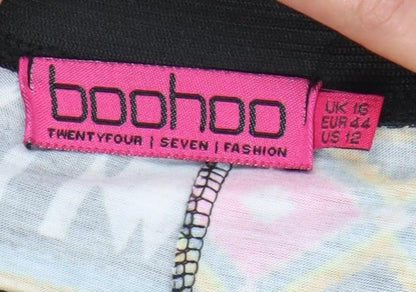 boohoo
TWENTYFOUR | SEVEN | FASHION
UK 16
EUR 44
US 12